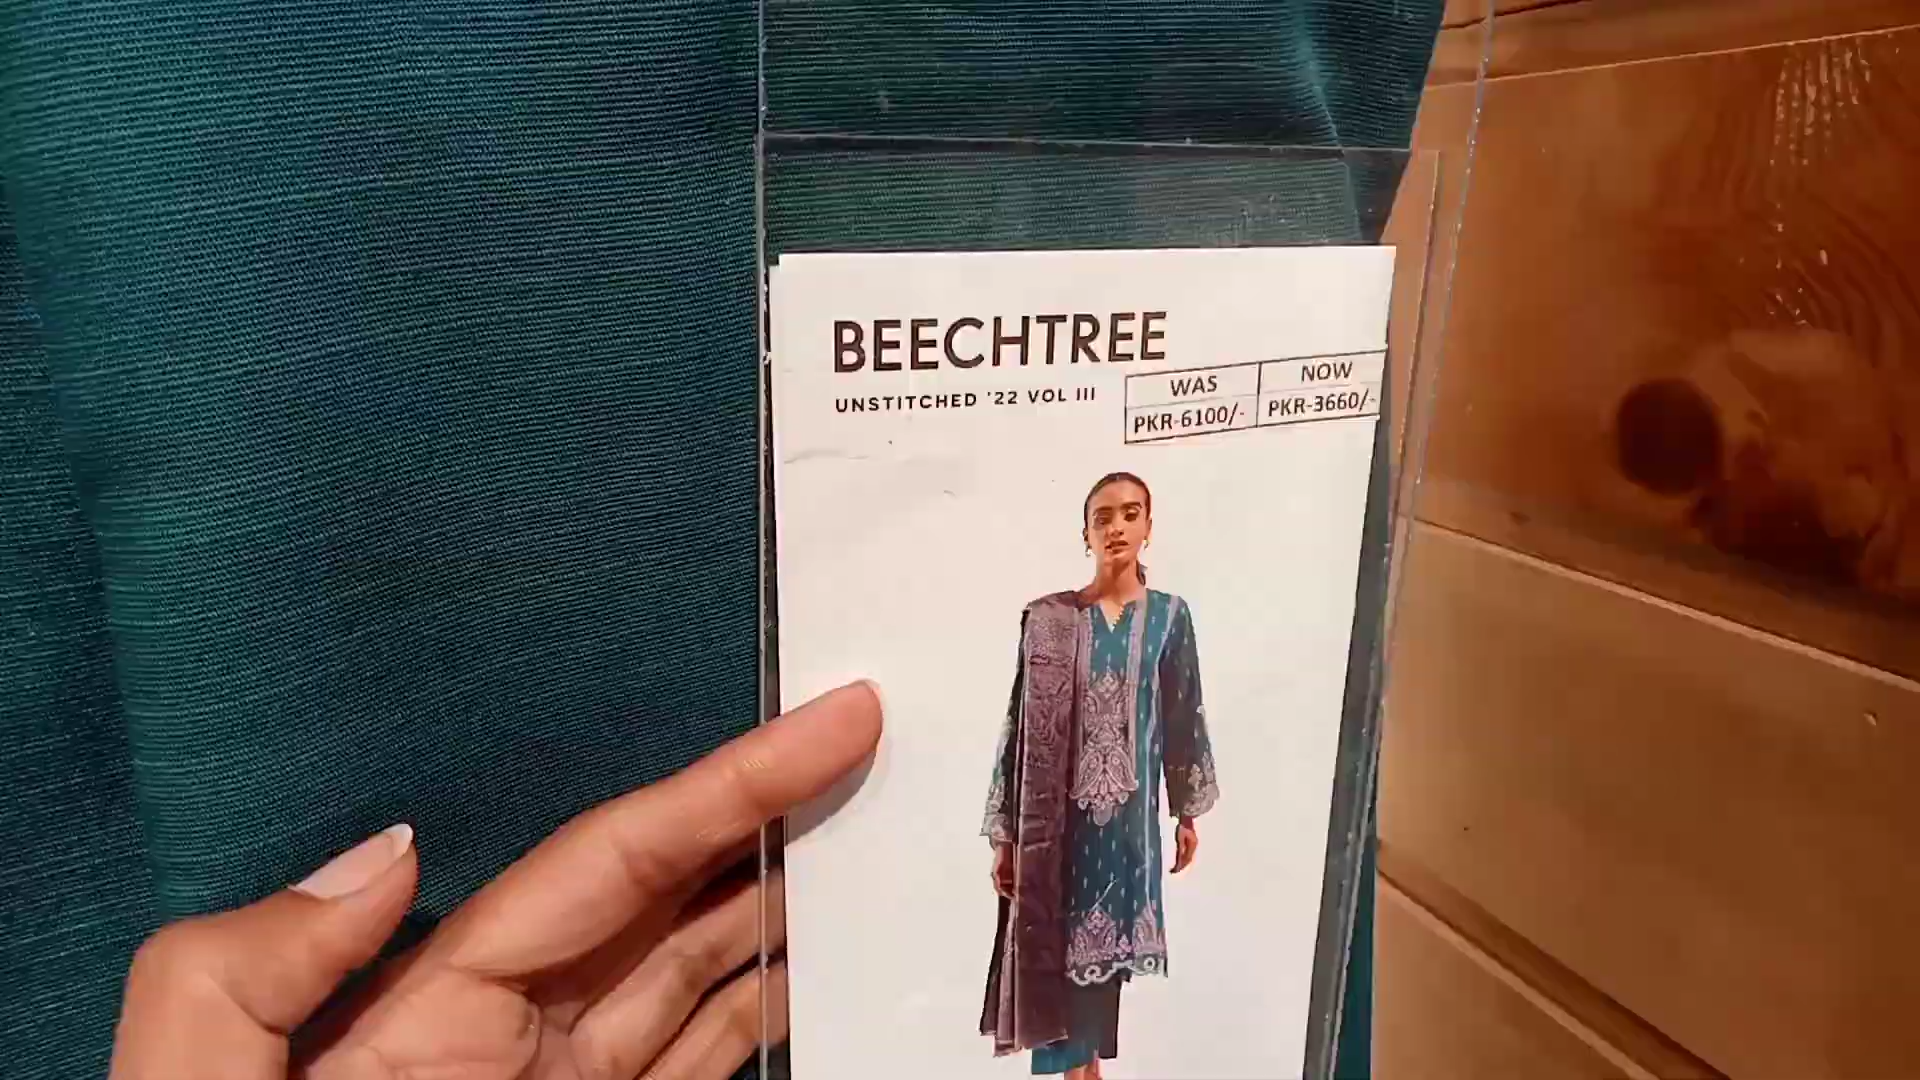 BEECHTREE
UNSTITCHED '22 VOL III
WAS NOW
PKR-6100/- PKR-3660/-